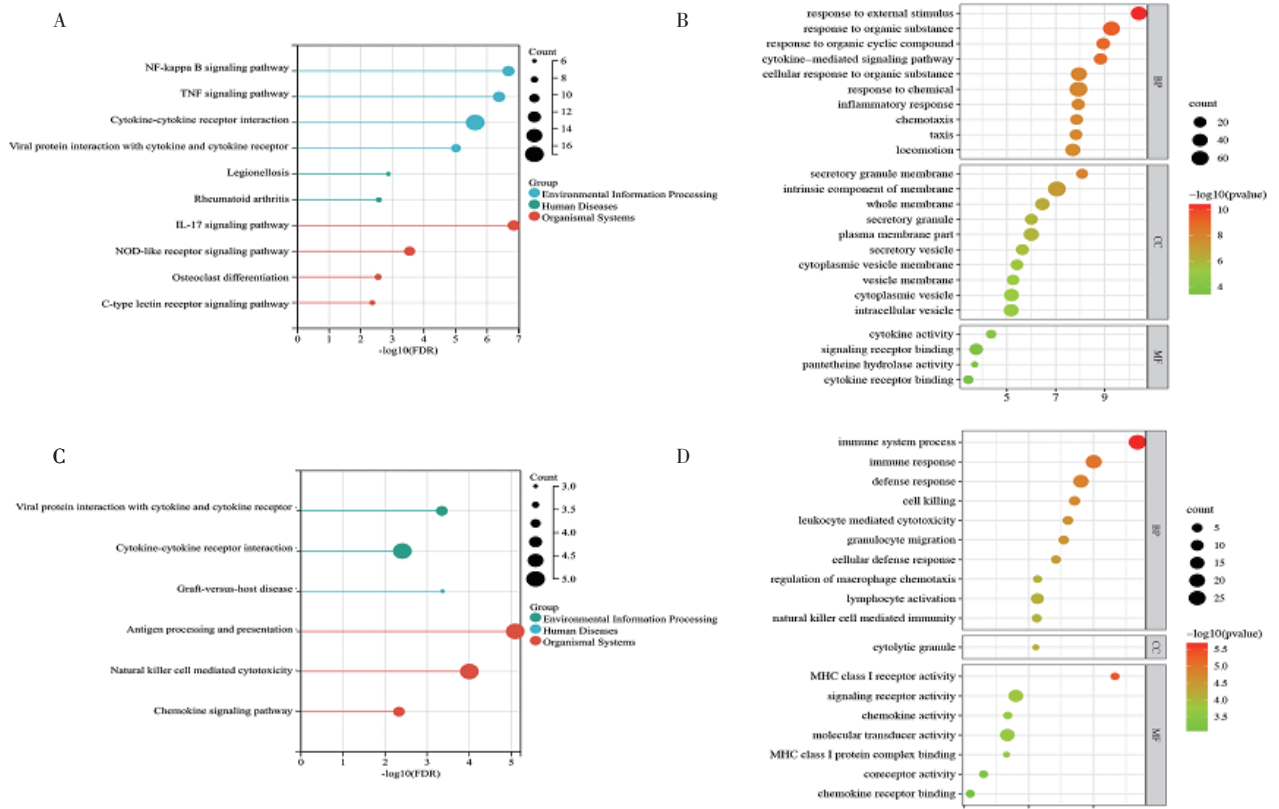 A
NF-kappa B signaling pathway
TNF signaling pathway
Cytokine-cytokine receptor interaction
Viral protein interaction with cytokine and cytokine receptor
Legionellosis
Rheumatoid arthritis
IL-17 signaling pathway
NOD-like receptor signaling pathway
Osteoclast differentiation
C-type lectin receptor signaling pathway
0 1 2 3 4 5 6 7
-log10(FDR)
Count
6
8
10
12
14
16
Group
Environmental Information Processing
Human Diseases
Organismal Systems
B
response to external stimulus
response to organic substance
response to organic cyclic compound
cytokine-mediated signaling pathway
cellular response to organic substance
response to chemical
inflammatory response
chemotaxis
taxis
locomotion
BP
secretory granule membrane
intrinsic component of membrane
whole membrane
secretory granule
plasma membrane part
secretory vesicle
cytoplasmic vesicle membrane
vesicle membrane
cytoplasmic vesicle
intracellular vesicle
CC
cytokine activity
signaling receptor binding
pantetheine hydrolase activity
cytokine receptor binding
MF
5 7 9
count
20
40
60
-log10(pvalue)
10
8
6
4
C
Viral protein interaction with cytokine and cytokine receptor
Cytokine-cytokine receptor interaction
Graft-versus-host disease
Antigen processing and presentation
Natural killer cell mediated cytotoxicity
Chemokine signaling pathway
0 1 2 3 4 5
-log10(FDR)
Count
3.0
3.5
4.0
4.5
5.0
Group
Environmental Information Processing
Human Diseases
Organismal Systems
D
immune system process
immune response
defense response
cell killing
leukocyte mediated cytotoxicity
granulocyte migration
cellular defense response
regulation of macrophage chemotaxis
lymphocyte activation
natural killer cell mediated immunity
BP
cytolytic granule
CC
MHC class I receptor activity
signaling receptor activity
chemokine activity
molecular transducer activity
MHC class I protein complex binding
coreceptor activity
chemokine receptor binding
MF
count
5
10
15
20
25
-log10(pvalue)
5.5
5.0
4.5
4.0
3.5